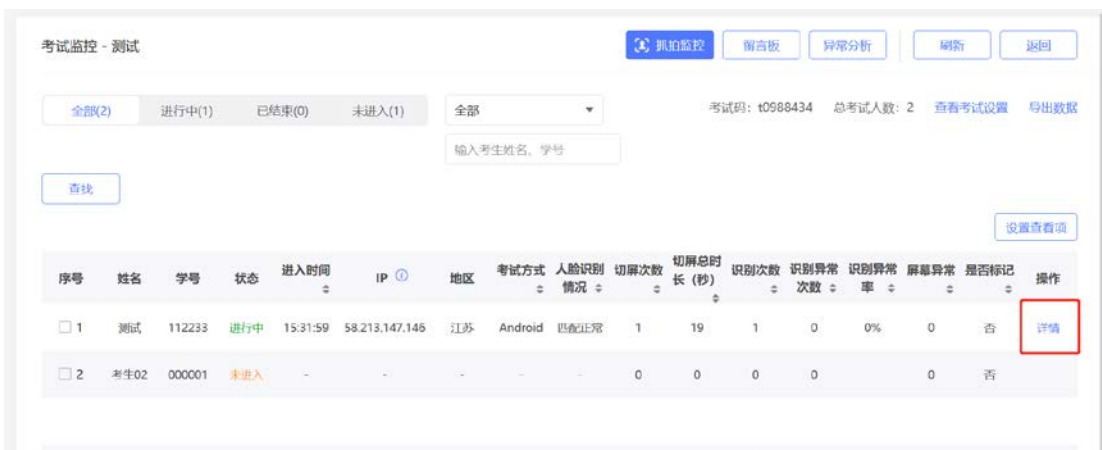 考试监控 - 测试
抓拍监控 留言板 异常分析 刷新 返回
全部(2) 进行中(1) 已结束(0) 未进入(1) 全部 考试码: t0988434 总考试人数: 2 查看考试设置 导出数据
输入考生姓名、学号
查找
设置查看项
序号 姓名 学号 状态 进入时间 IP 地区 考试方式 人脸识别情况 切屏次数 切屏总时长（秒） 识别次数 识别异常次数 识别异常率 屏幕异常 是否标记 操作
1 测试 112233 进行中 15:31:59 58.213.147.146 江苏 Android 匹配正常 1 19 1 0 0% 0 否 详情
2 考生02 000001 未进入 - - - - - 0 0 0 0 0 否